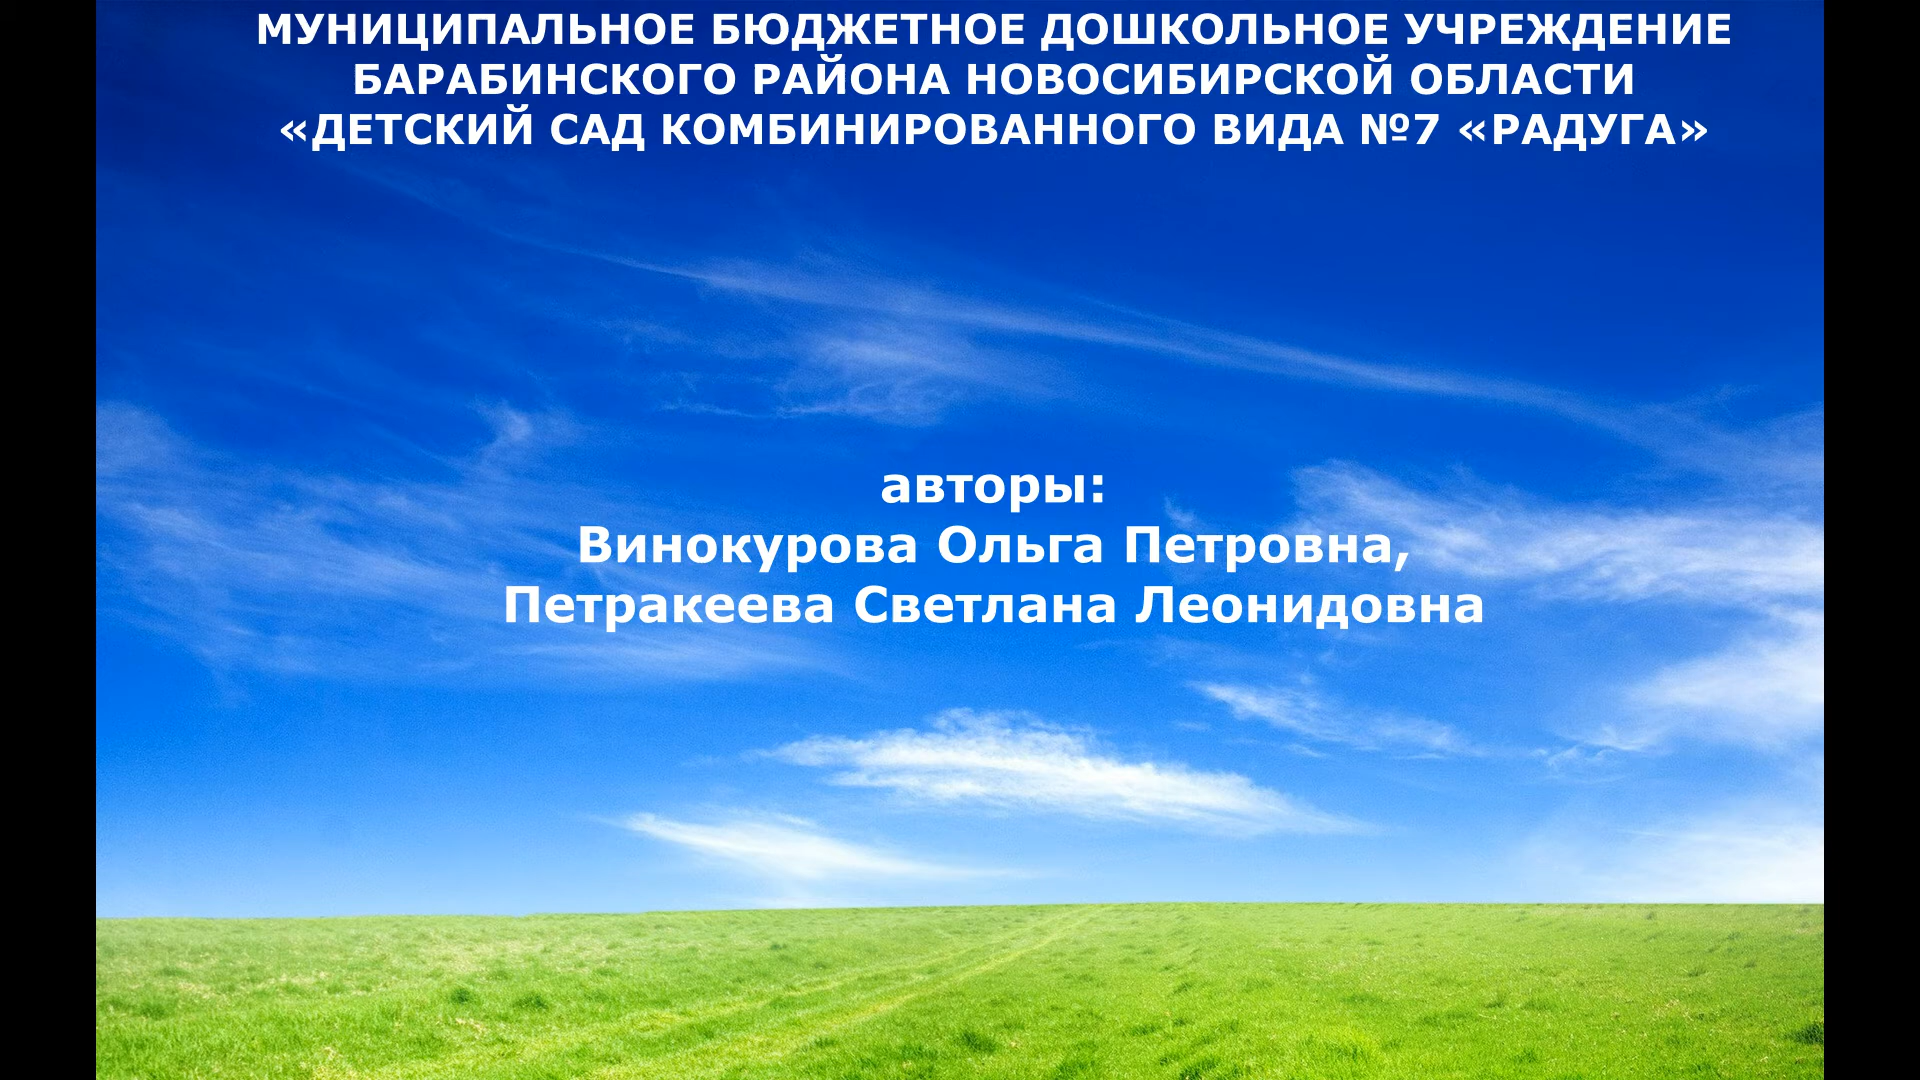 МУНИЦИПАЛЬНОЕ БЮДЖЕТНОЕ ДОШКОЛЬНОЕ УЧРЕЖДЕНИЕ
БАРАБИНСКОГО РАЙОНА НОВОСИБИРСКОЙ ОБЛАСТИ
«ДЕТСКИЙ САД КОМБИНИРОВАННОГО ВИДА №7 «РАДУГА»
авторы:
Винокурова Ольга Петровна,
Петракеева Светлана Леонидовна